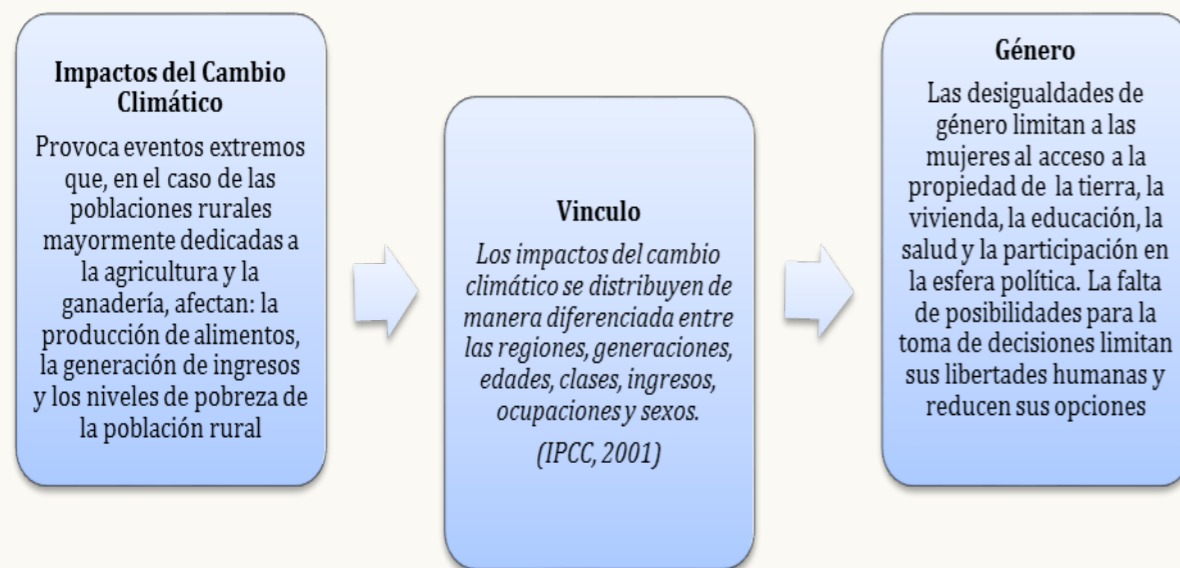 Impactos del Cambio
Climático
Provoca eventos extremos
que, en el caso de las
poblaciones rurales
mayormente dedicadas a
la agricultura y la
ganadería, afectan: la
producción de alimentos,
la generación de ingresos
y los niveles de pobreza de
la población rural
Vinculo
Los impactos del cambio
climático se distribuyen de
manera diferenciada entre
las regiones, generaciones,
edades, clases, ingresos,
ocupaciones y sexos.
(IPCC, 2001)
Género
Las desigualdades de
género limitan a las
mujeres al acceso a la
propiedad de la tierra, la
vivienda, la educación, la
salud y la participación en
la esfera política. La falta
de posibilidades para la
toma de decisiones limitan
sus libertades humanas y
reducen sus opciones